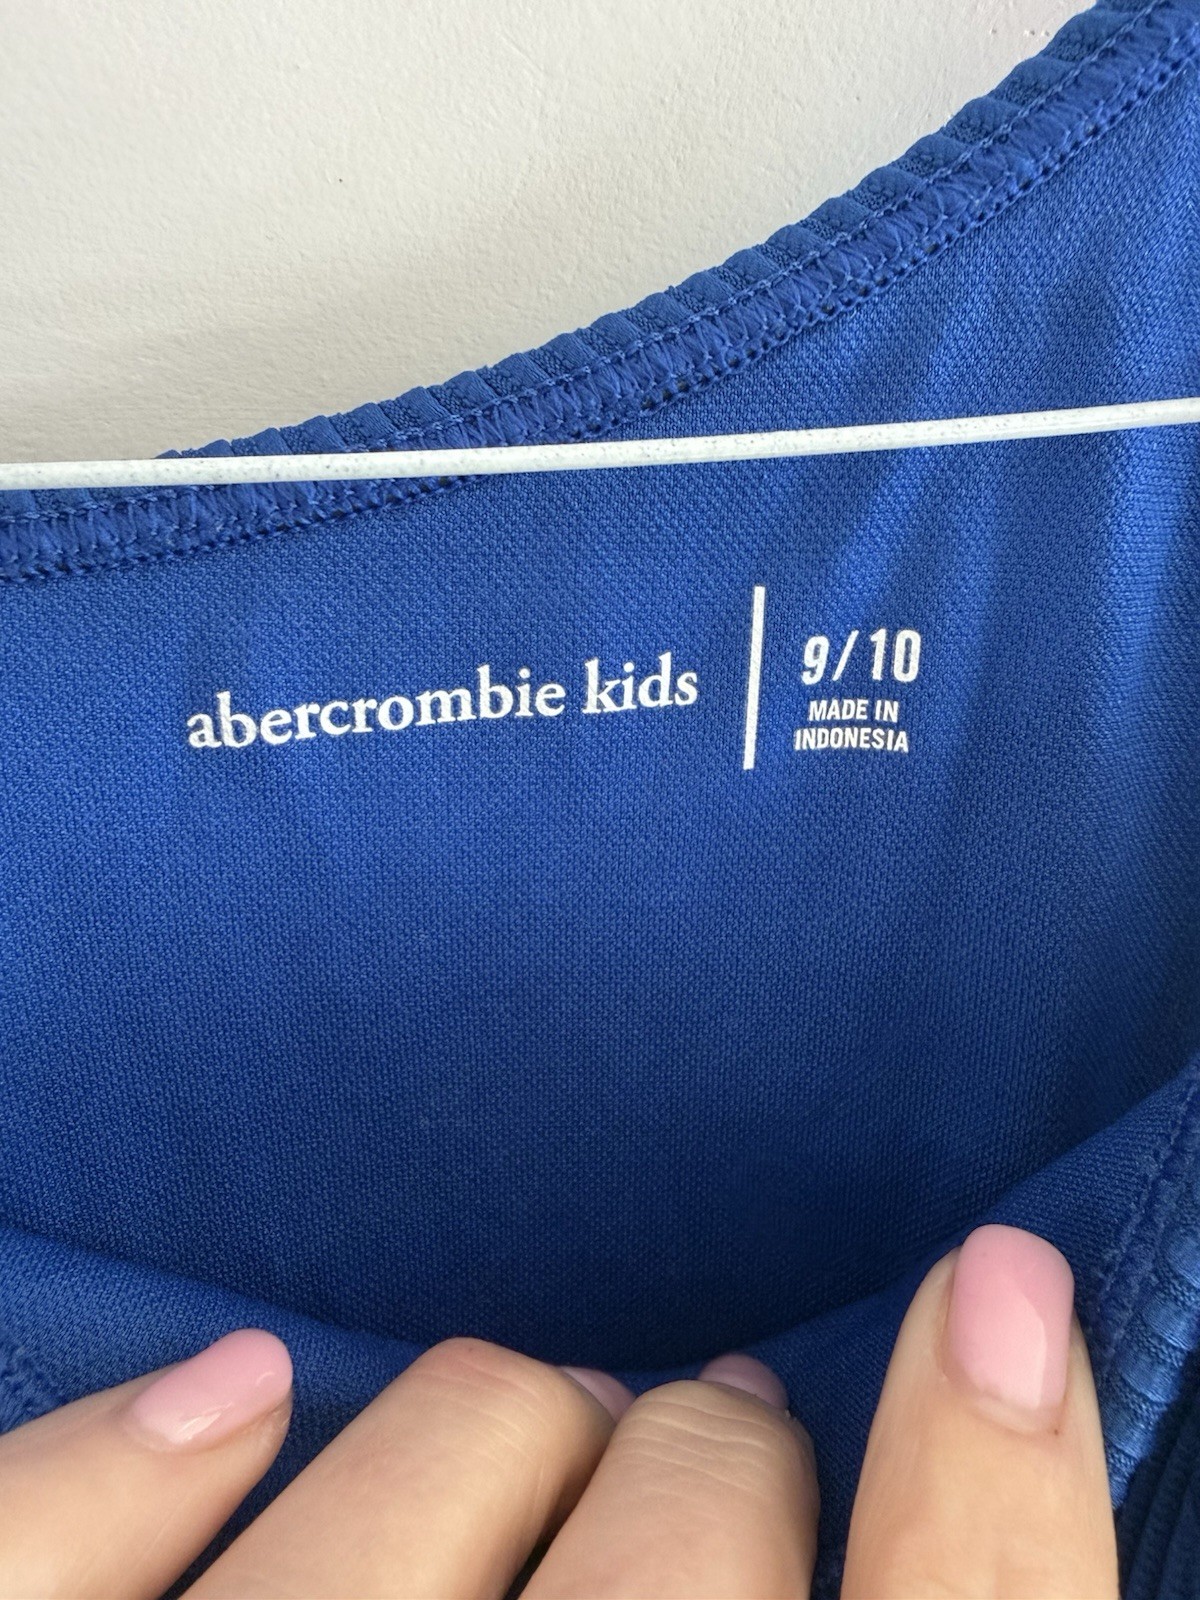 abercrombie kids
9/10
MADE IN
INDONESIA